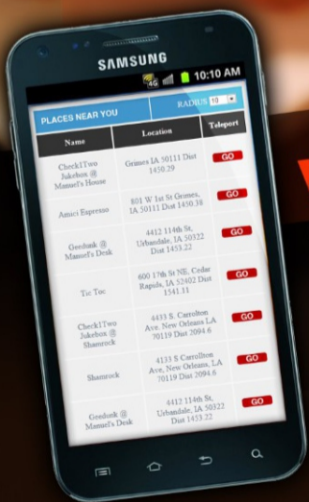 SAMSUNG
4G 10:10 AM
PLACES NEAR YOU RADIUS 10
Name Location Teleport
Check1Two
Jukebox @
Manuel's House
Grimes IA 50111 Dist
1450.29
GO
Amici Espresso
801 W 1st St Grimes,
IA 50111 Dist 1450.38
GO
Geedunk @
Manuel's Desk
4412 114th St,
Urbandale, IA 50322
Dist 1453.22
GO
Tic Toc
600 17th St NE, Cedar
Rapids, IA 52402 Dist
1541.11
GO
Check1Two
Jukebox @
Shamrock
4133 S. Carrollton
Ave. New Orleans LA
70119 Dist 2094.6
GO
Shamrock
4133 S Carrollton
Ave, New Orleans, LA
70119 Dist 2094.6
GO
Geedunk @
Manuel's Desk
4412 114th St,
Urbandale, IA 50322
Dist 1453.22
GO